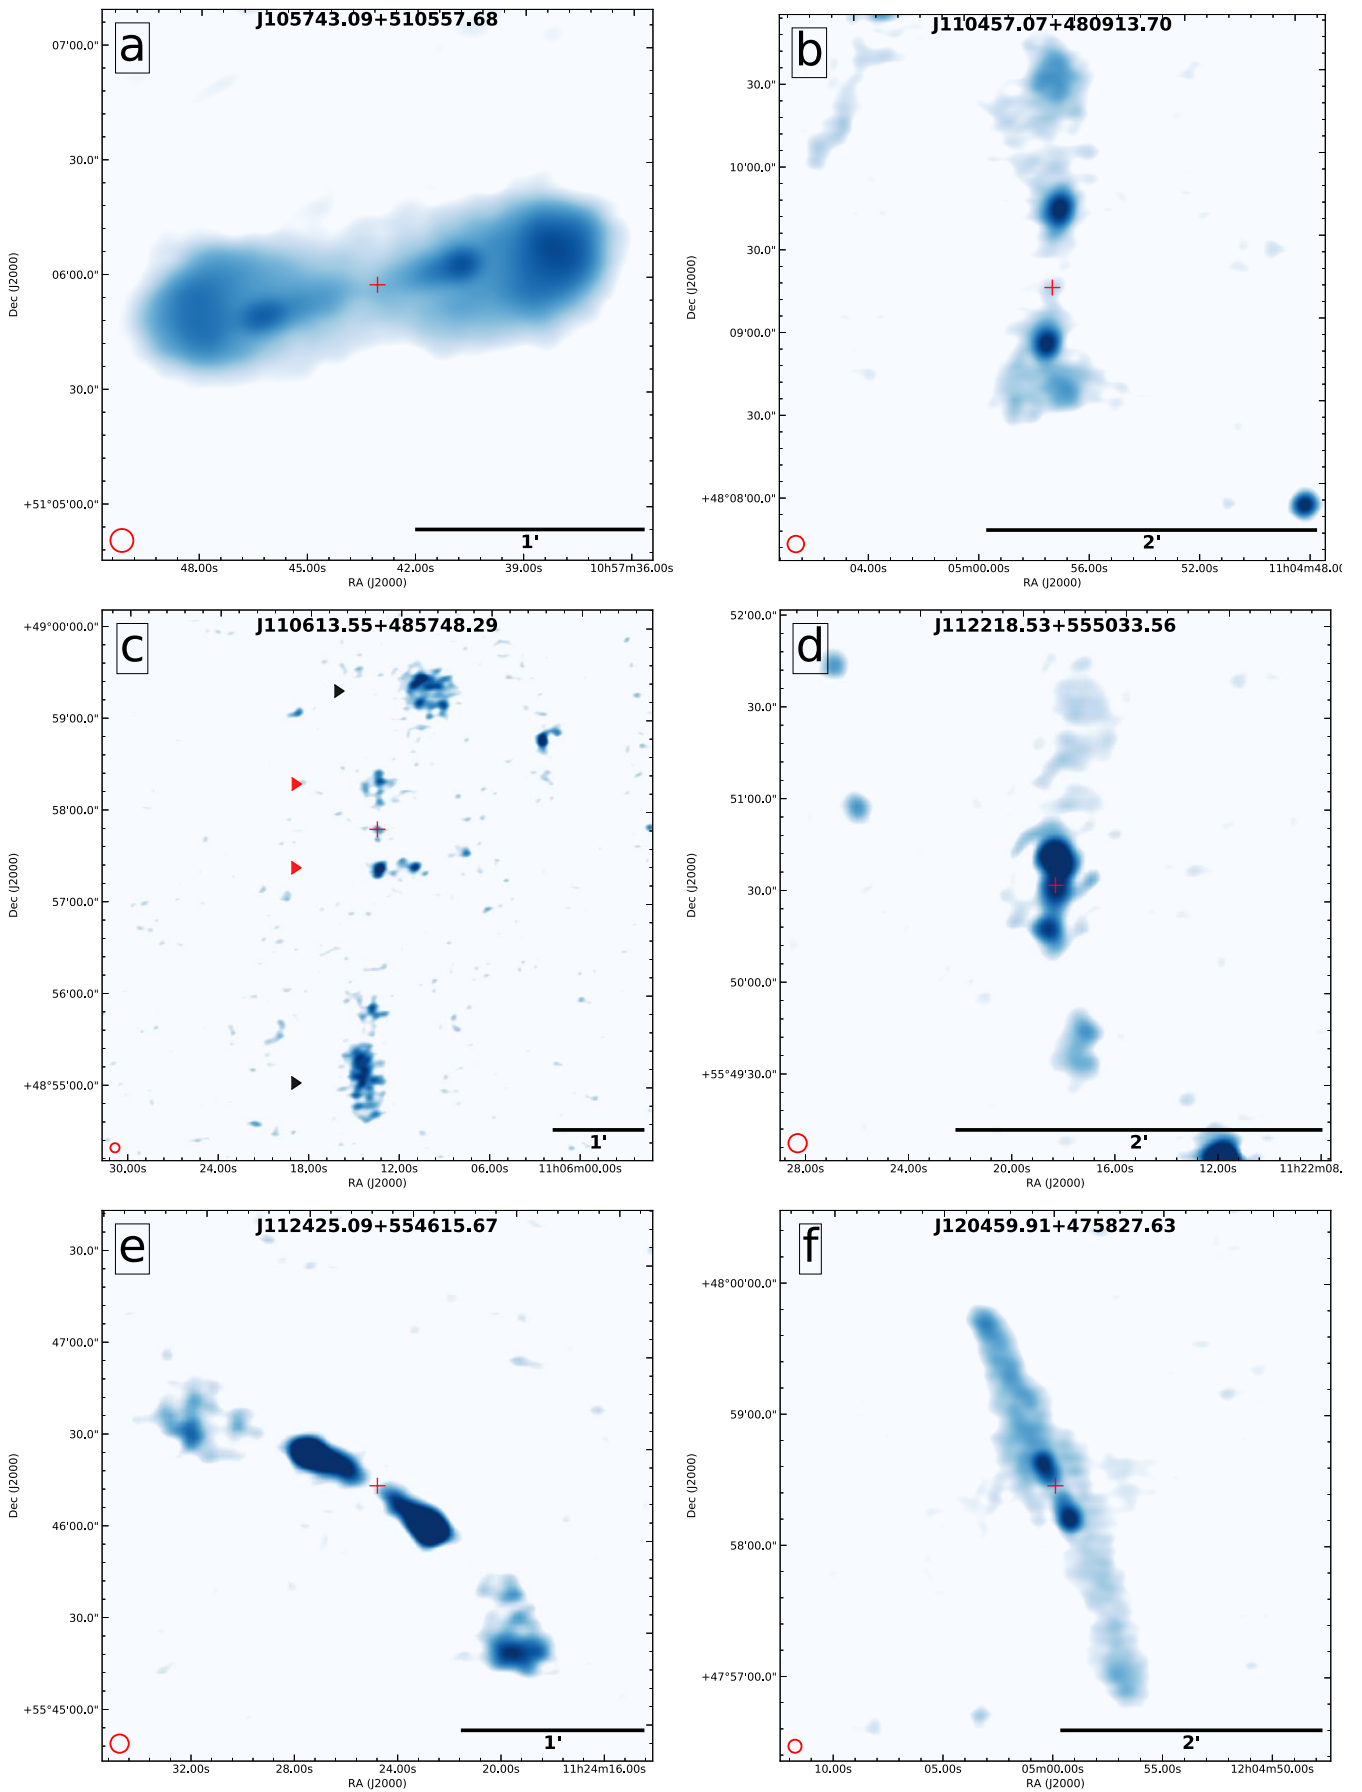 a
J105743.09+510557.68
07'00.0"
30.0"
06'00.0"
30.0"
+51°05'00.0"
Dec (J2000)
1'
48.00s 45.00s 42.00s 39.00s 10h57m36.00s
RA (J2000)
b
J110457.07+480913.70
30.0"
10'00.0"
30.0"
09'00.0"
30.0"
+48°08'00.0"
Dec (J2000)
2'
04.00s 05m00.00s 56.00s 52.00s 11h04m48.0
RA (J2000)
c
J110613.55+485748.29
+49°00'00.0"
59'00.0"
58'00.0"
57'00.0"
56'00.0"
+48°55'00.0"
Dec (J2000)
1'
30.00s 24.00s 18.00s 12.00s 06.00s 11h06m00.00s
RA (J2000)
d
J112218.53+555033.56
52'00.0"
30.0"
51'00.0"
30.0"
50'00.0"
+55°49'30.0"
Dec (J2000)
2'
28.00s 24.00s 20.00s 16.00s 12.00s 11h22m08.
RA (J2000)
e
J112425.09+554615.67
30.0"
47'00.0"
30.0"
46'00.0"
30.0"
+55°45'00.0"
Dec (J2000)
1'
32.00s 28.00s 24.00s 20.00s 11h24m16.00s
RA (J2000)
f
J120459.91+475827.63
+48°00'00.0"
59'00.0"
58'00.0"
+47°57'00.0"
Dec (J2000)
2'
10.00s 05.00s 05m00.00s 55.00s 12h04m50.00s
RA (J2000)